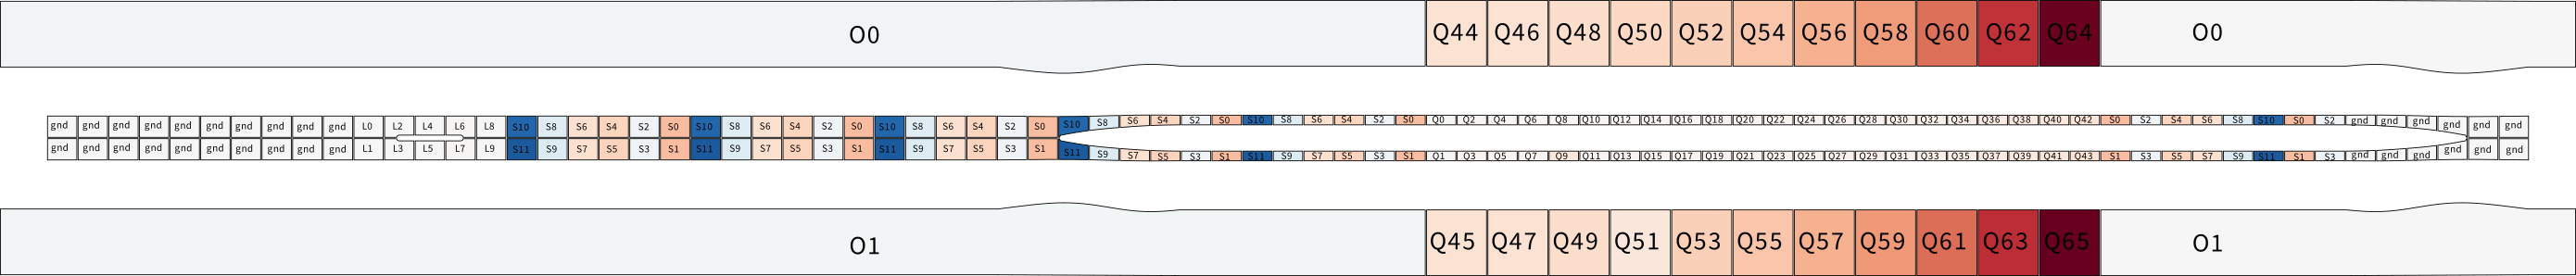 O0 Q44 Q46 Q48 Q50 Q52 Q54 Q56 Q58 Q60 Q62 Q64 O0
gnd gnd gnd gnd gnd gnd gnd gnd gnd gnd L0 L2 L4 L6 L8 S10 S8 S6 S4 S2 S0 S10 S8 S6 S4 S2 S0 S10 S8 S6 S4 S2 S0 S10 S8 S6 S4 S2 S0 S10 S8 S6 S4 S2 S0 Q0 Q2 Q4 Q6 Q8 Q10 Q12 Q14 Q16 Q18 Q20 Q22 Q24 Q26 Q28 Q30 Q32 Q34 Q36 Q38 Q40 Q42 S0 S2 S4 S6 S8 S10 S0 S2 gnd gnd gnd gnd gnd gnd
gnd gnd gnd gnd gnd gnd gnd gnd gnd gnd L1 L3 L5 L7 L9 S11 S9 S7 S5 S3 S1 S11 S9 S7 S5 S3 S1 S11 S9 S7 S5 S3 S1 S11 S9 S7 S5 S3 S1 S11 S9 S7 S5 S3 S1 Q1 Q3 Q5 Q7 Q9 Q11 Q13 Q15 Q17 Q19 Q21 Q23 Q25 Q27 Q29 Q31 Q33 Q35 Q37 Q39 Q41 Q43 S1 S3 S5 S7 S9 S11 S1 S3 gnd gnd gnd gnd gnd gnd
O1 Q45 Q47 Q49 Q51 Q53 Q55 Q57 Q59 Q61 Q63 Q65 O1